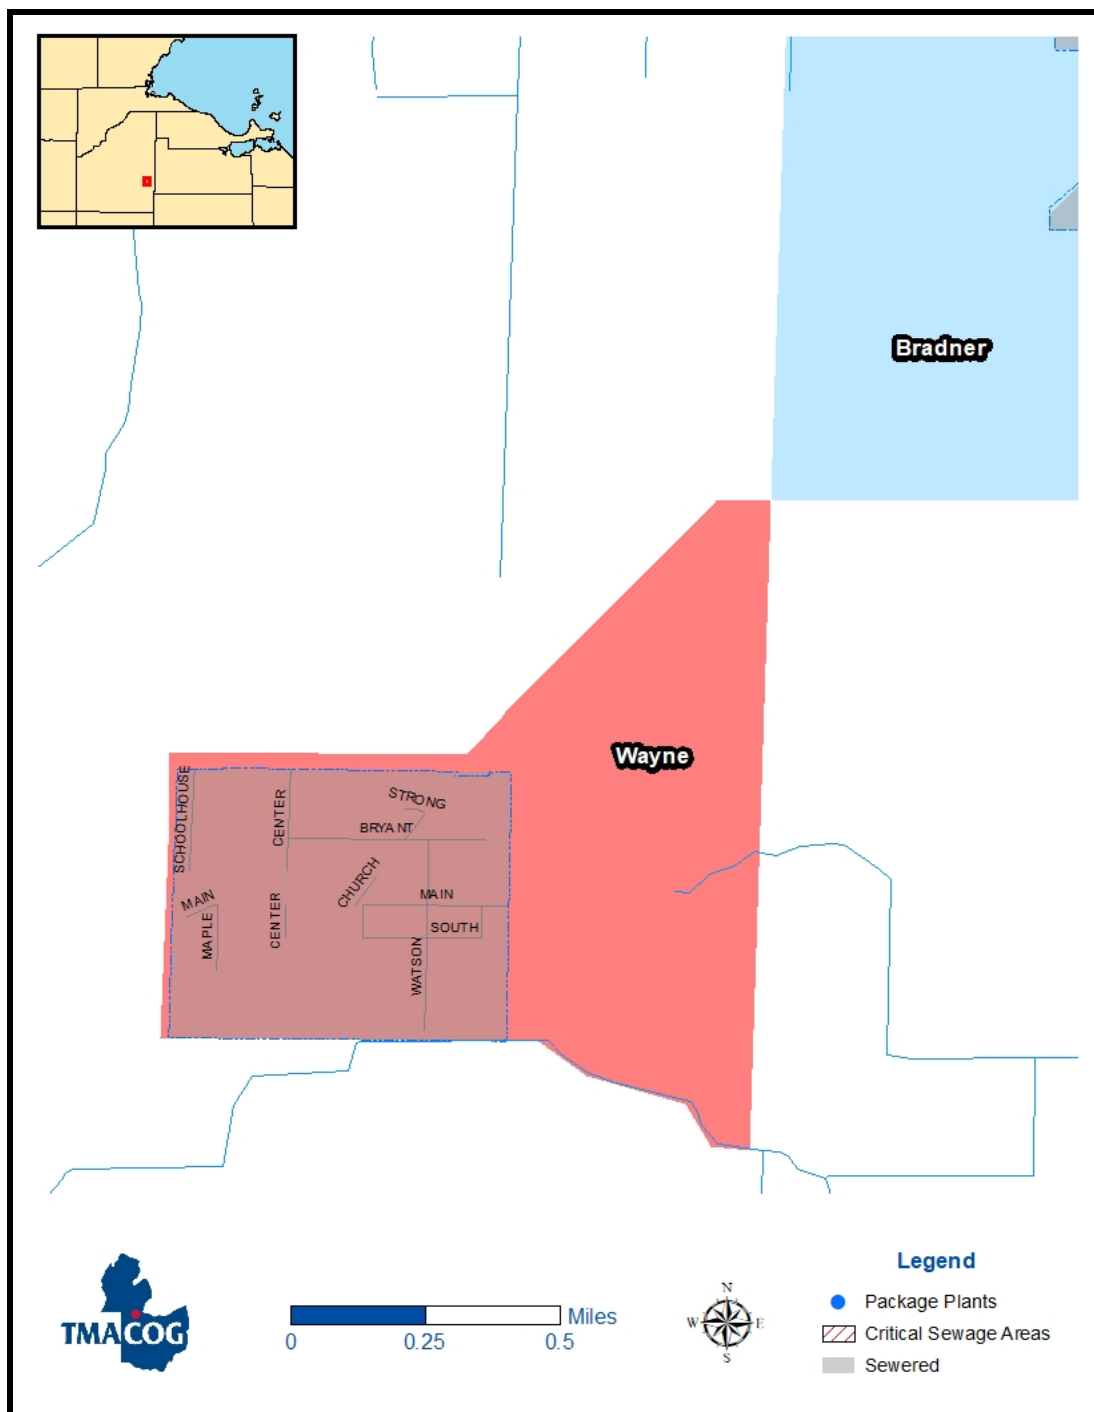 Bradner
Wayne
SCHOOLHOUSE
CENTER
STRONG
BRYANT
CHURCH
MAIN
MAIN
MAPLE
CENTER
SOUTH
WATSON
TMACOG
Miles
0 0.25 0.5
N
W E
S
Legend
Package Plants
Critical Sewage Areas
Sewered